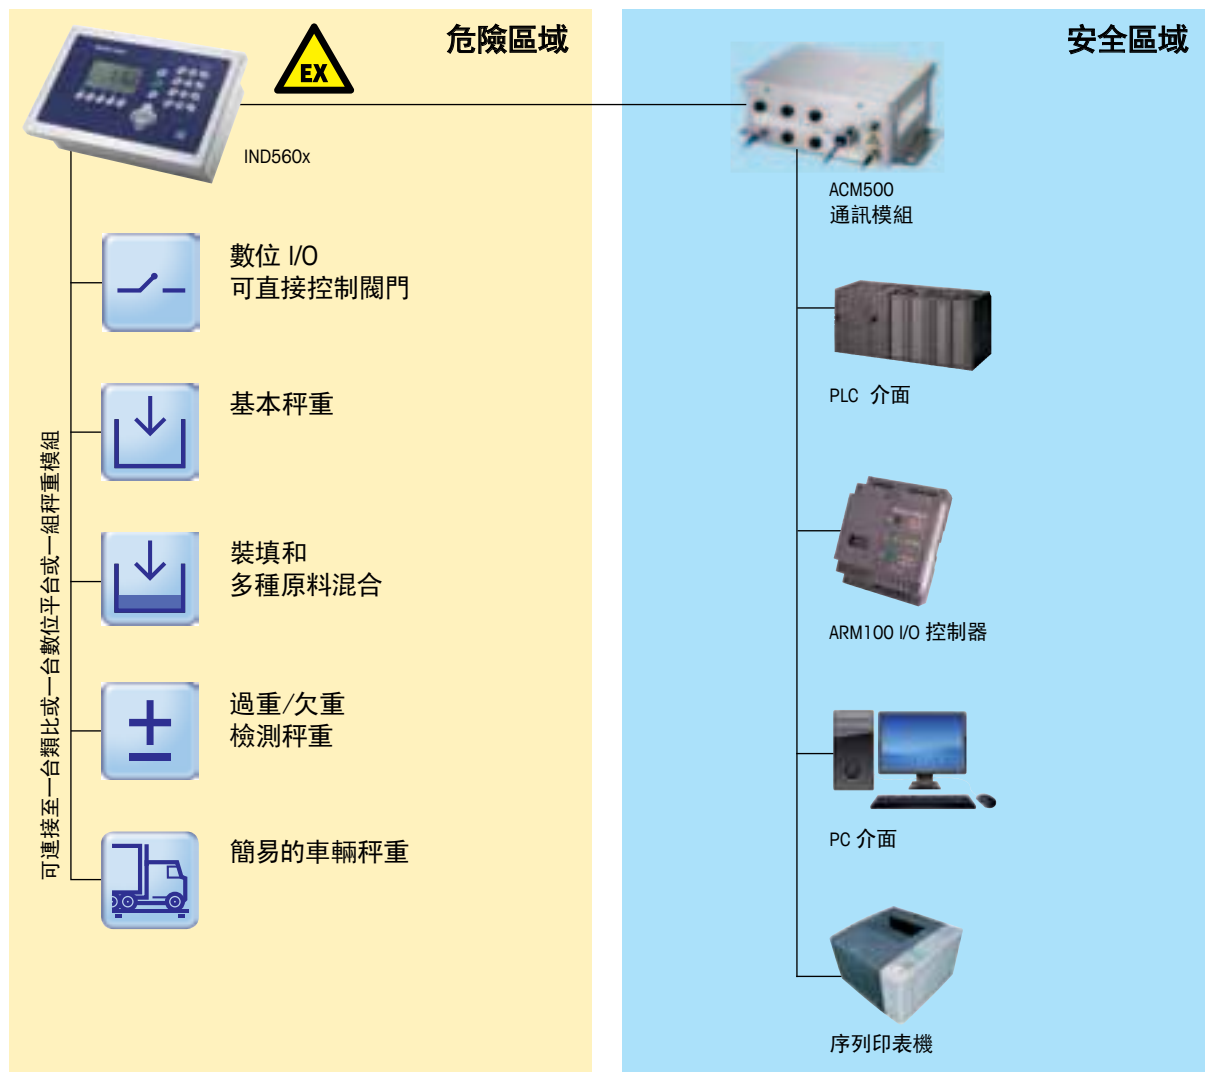 危險區域
EX
IND560x
數位 I/O
可直接控制閥門
基本秤重
裝填和
多種原料混合
過重/欠重
檢測秤重
簡易的車輛秤重
可連接至一台類比或一台數位平台或一組秤重模組
安全區域
ACM500
通訊模組
PLC 介面
ARM100 I/O 控制器
PC 介面
序列印表機